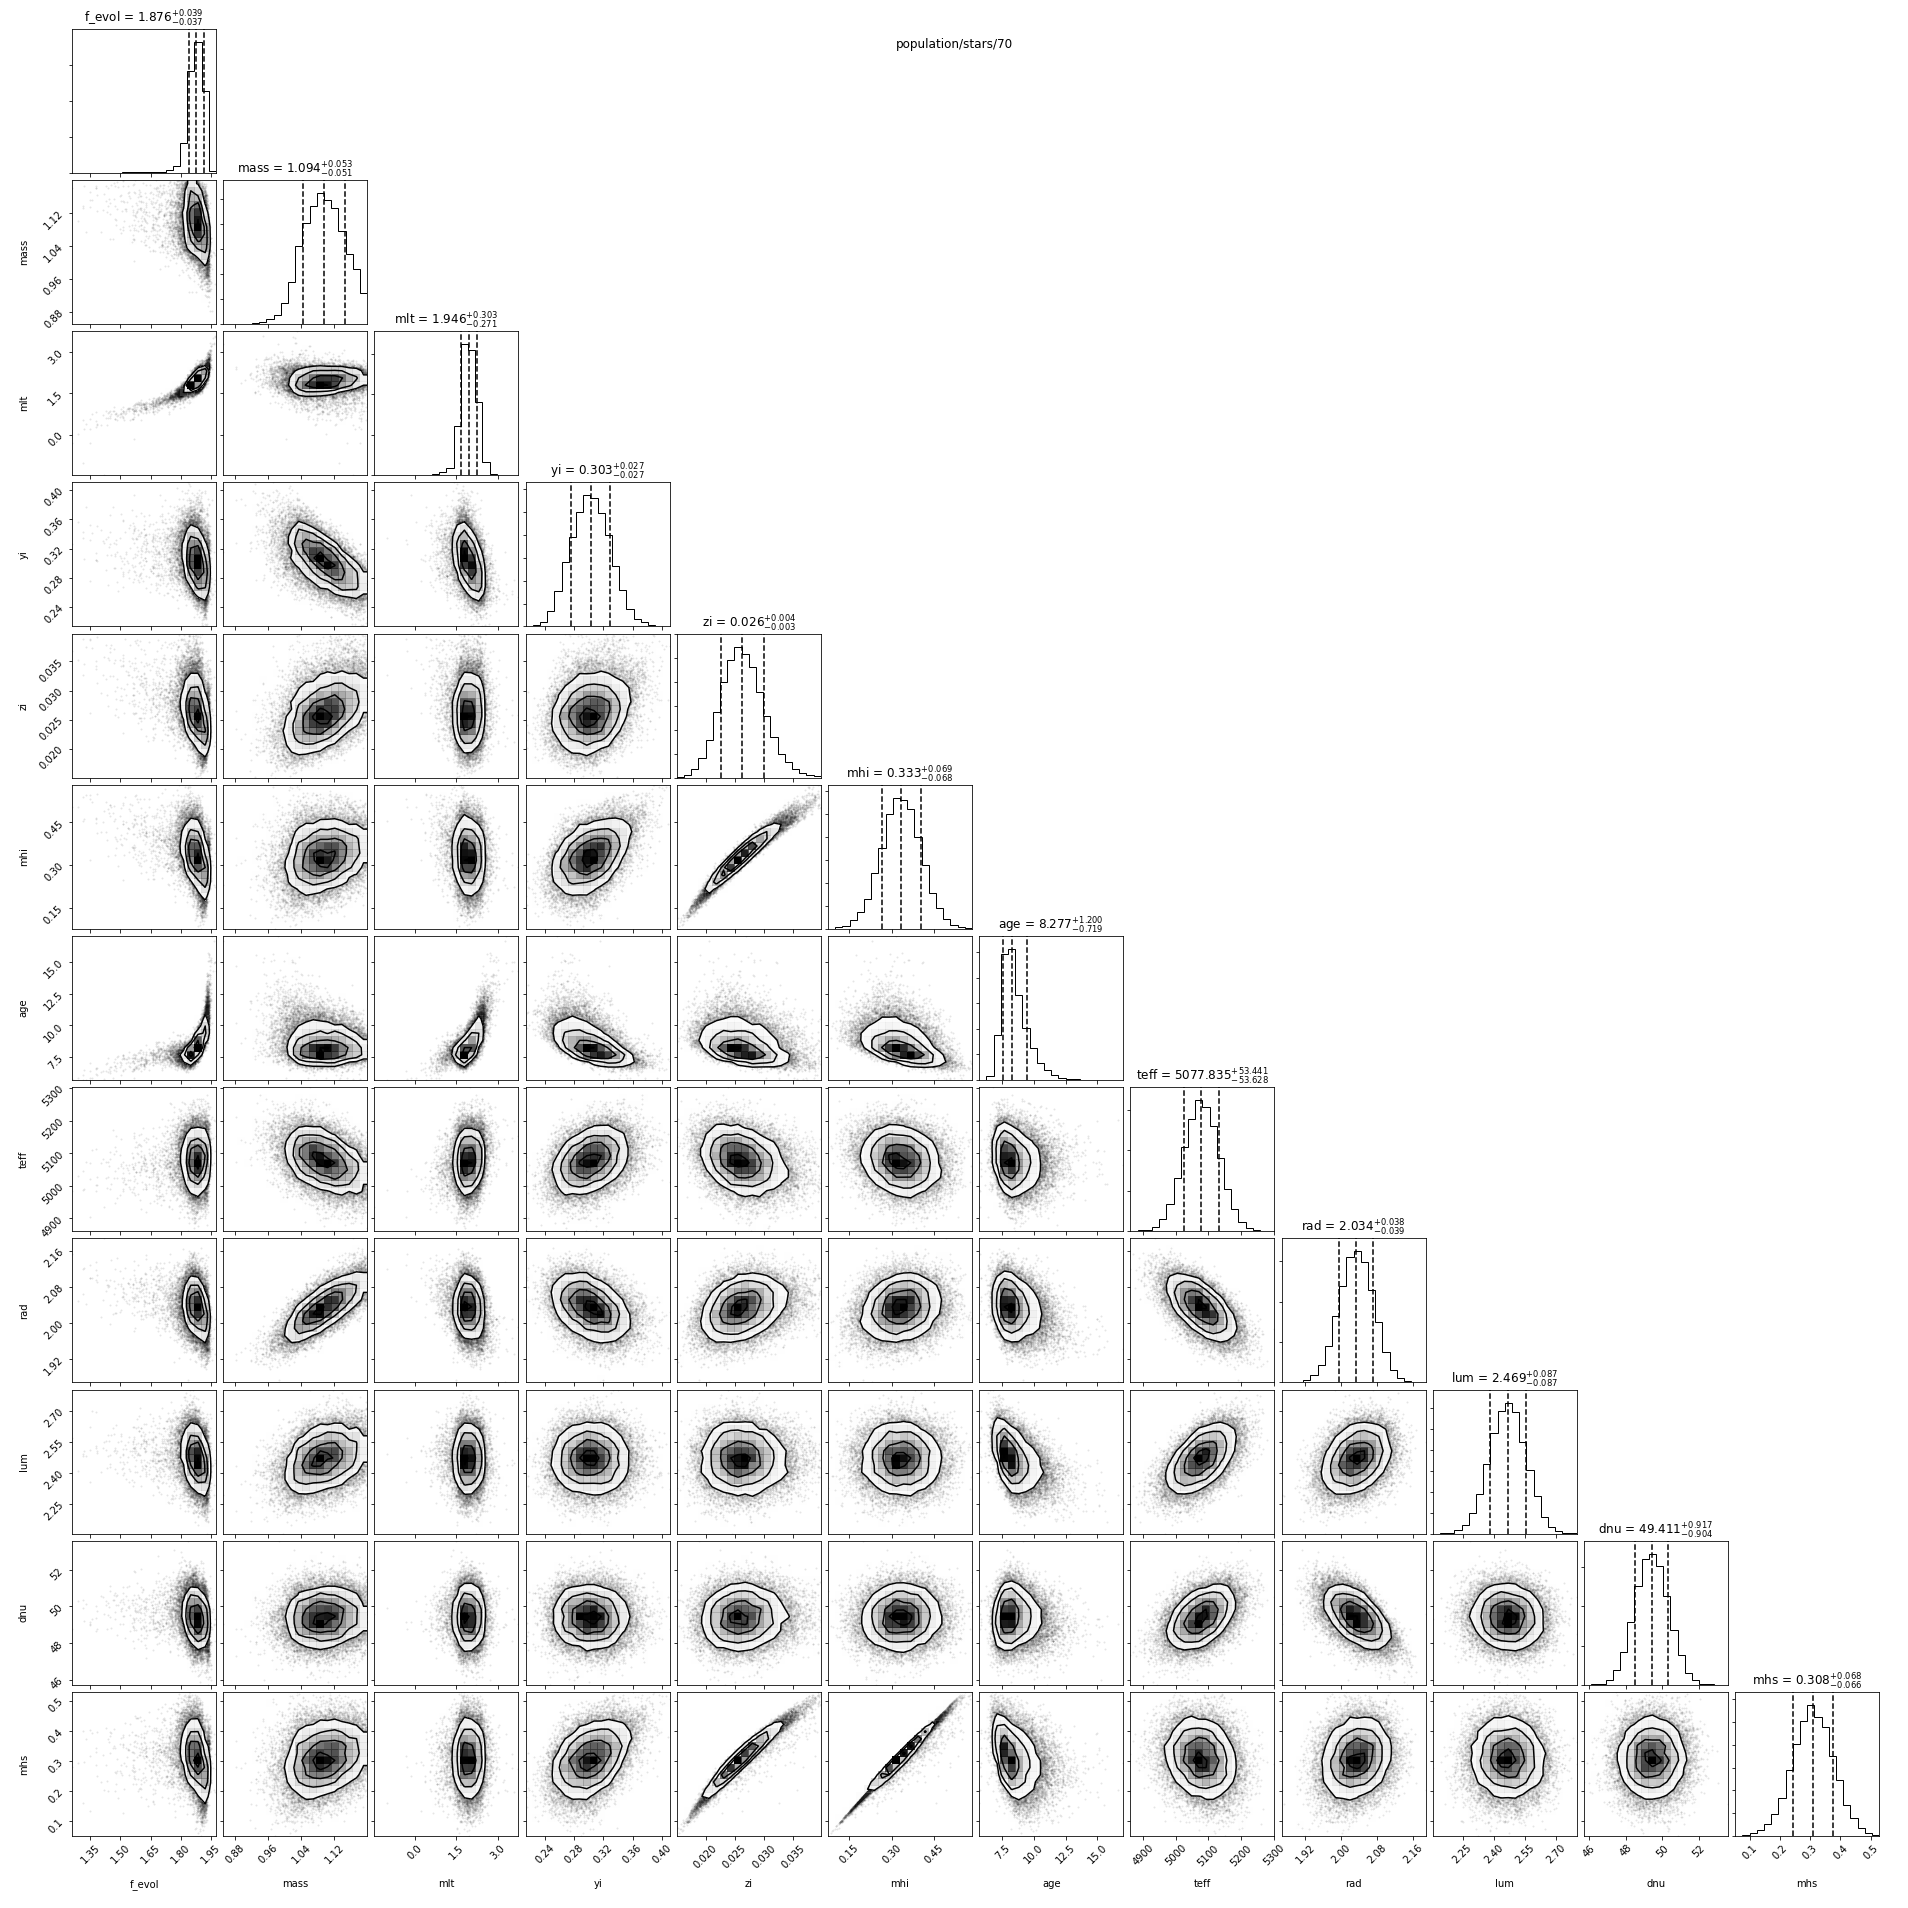 f_evol = 1.876+0.039 −0.037
population/stars/70
mass = 1.094+0.053 −0.051
mass
1.12
1.04
0.96
0.88
mlt = 1.946+0.303 −0.271
mlt
3.0
1.5
0.0
yi = 0.303+0.027 −0.027
yi
0.40
0.36
0.32
0.28
0.24
zi = 0.026+0.004 −0.003
zi
0.035
0.030
0.025
0.020
mhi = 0.333+0.069 −0.068
mhi
0.45
0.30
0.15
age = 8.277+1.200 −0.719
age
15.0
12.5
10.0
7.5
teff = 5077.835+53.441 −53.628
teff
5300
5200
5100
5000
4900
rad = 2.034+0.038 −0.039
rad
2.16
2.08
2.00
1.92
lum = 2.469+0.087 −0.087
lum
2.70
2.55
2.40
2.25
dnu = 49.411+0.917 −0.904
dnu
52
50
48
46
mhs = 0.308+0.068 −0.066
mhs
0.5
0.4
0.3
0.2
0.1
1.35 1.50 1.65 1.80 1.95 0.88 0.96 1.04 1.12 0.0 1.5 3.0 0.24 0.28 0.32 0.36 0.40 0.020 0.025 0.030 0.035 0.15 0.30 0.45 7.5 10.0 12.5 15.0 4900 5000 5100 5200 5300 1.92 2.00 2.08 2.16 2.25 2.40 2.55 2.70 46 48 50 52 0.1 0.2 0.3 0.4 0.5
f_evol mass mlt yi zi mhi age teff rad lum dnu mhs